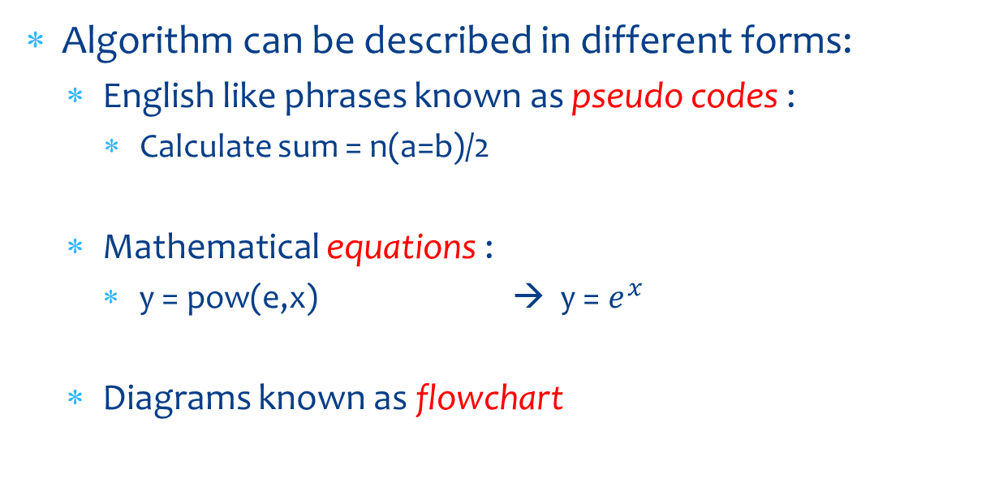 * Algorithm can be described in different forms:
* English like phrases known as pseudo codes :
* Calculate sum = n(a=b)/2
* Mathematical equations :
* y = pow(e,x) → y = eˣ
* Diagrams known as flowchart